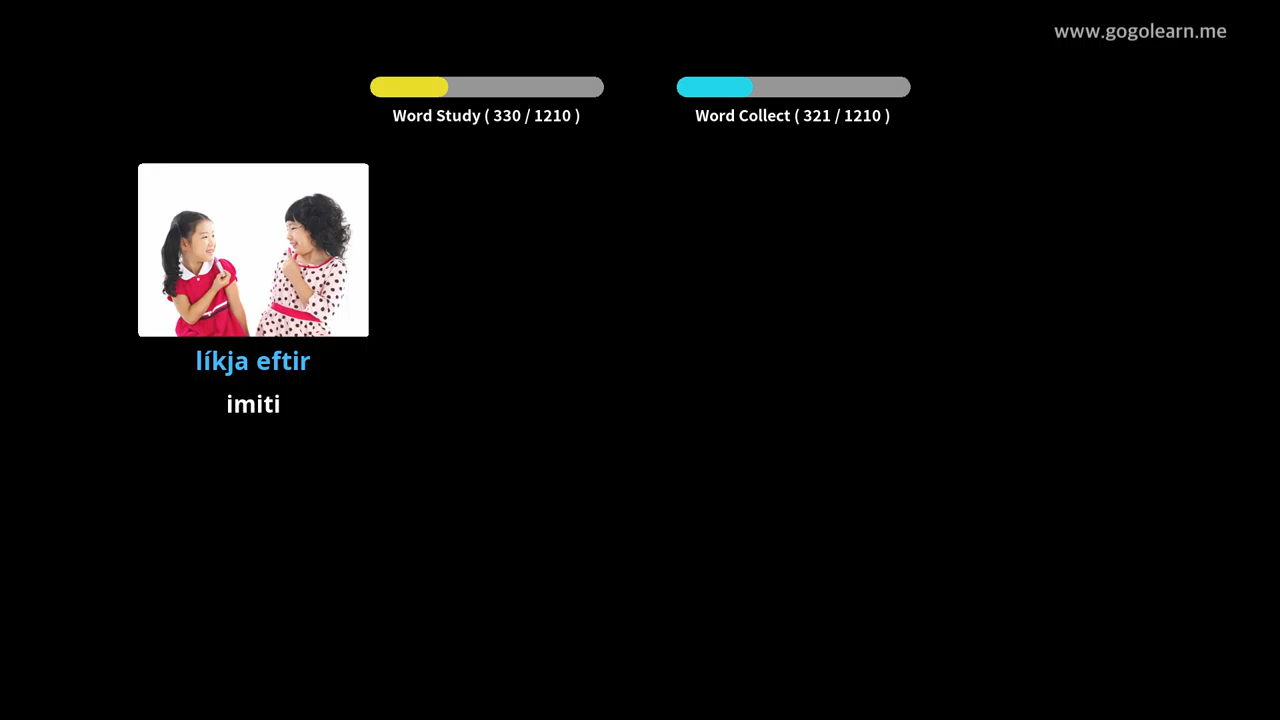 www.gogolearn.me
Word Study ( 330 / 1210 )
Word Collect ( 321 / 1210 )
líkja eftir
imiti